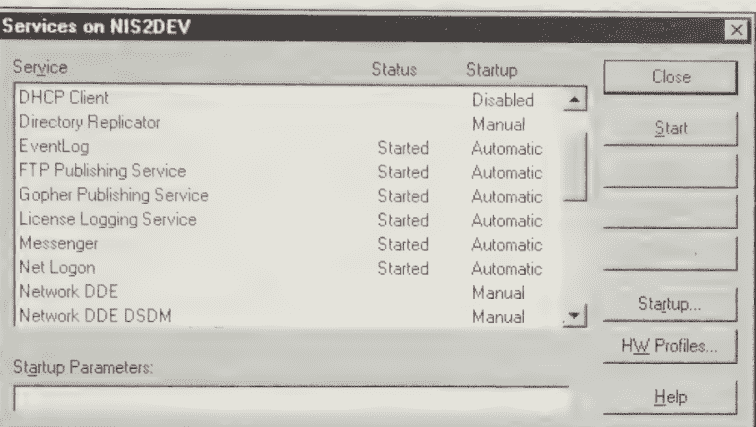 Services on NIS2DEV
Service Status Startup
DHCP Client Disabled
Directory Replicator Manual
EventLog Started Automatic
FTP Publishing Service Started Automatic
Gopher Publishing Service Started Automatic
License Logging Service Started Automatic
Messenger Started Automatic
Net Logon Started Automatic
Network DDE Manual
Network DDE DSDM Manual
Startup Parameters:
Close
Start
Startup...
HW Profiles...
Help